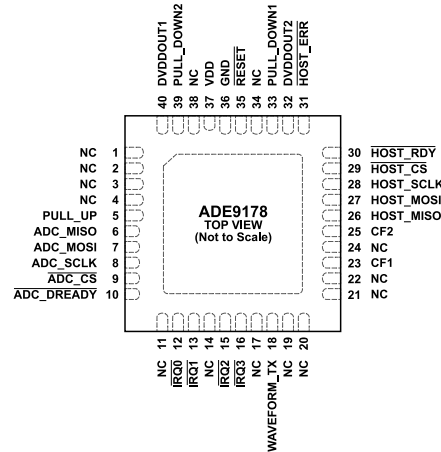 40 DVDDOUT1
39 PULL_DOWN2
38 NC
37 VDD
36 GND
35 RESET
34 NC
33 PULL_DOWN1
32 DVDDOUT2
31 HOST_ERR
NC 1
NC 2
NC 3
NC 4
PULL_UP 5
ADC_MISO 6
ADC_MOSI 7
ADC_SCLK 8
ADC_CS 9
ADC_DREADY 10
ADE9178
TOP VIEW
(Not to Scale)
30 HOST_RDY
29 HOST_CS
28 HOST_SCLK
27 HOST_MOSI
26 HOST_MISO
25 CF2
24 NC
23 CF1
22 NC
21 NC
NC 11
IRQ0 12
IRQ1 13
NC 14
IRQ2 15
IRQ3 16
NC 17
WAVEFORM_TX 18
NC 19
NC 20